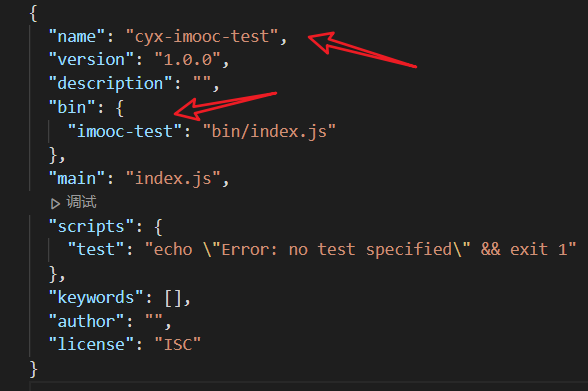 {
"name": "cyx-imooc-test",
"version": "1.0.0",
"description": "",
"bin": {
"imooc-test": "bin/index.js"
},
"main": "index.js",
调试
"scripts": {
"test": "echo \"Error: no test specified\" && exit 1"
},
"keywords": [],
"author": "",
"license": "ISC"
}